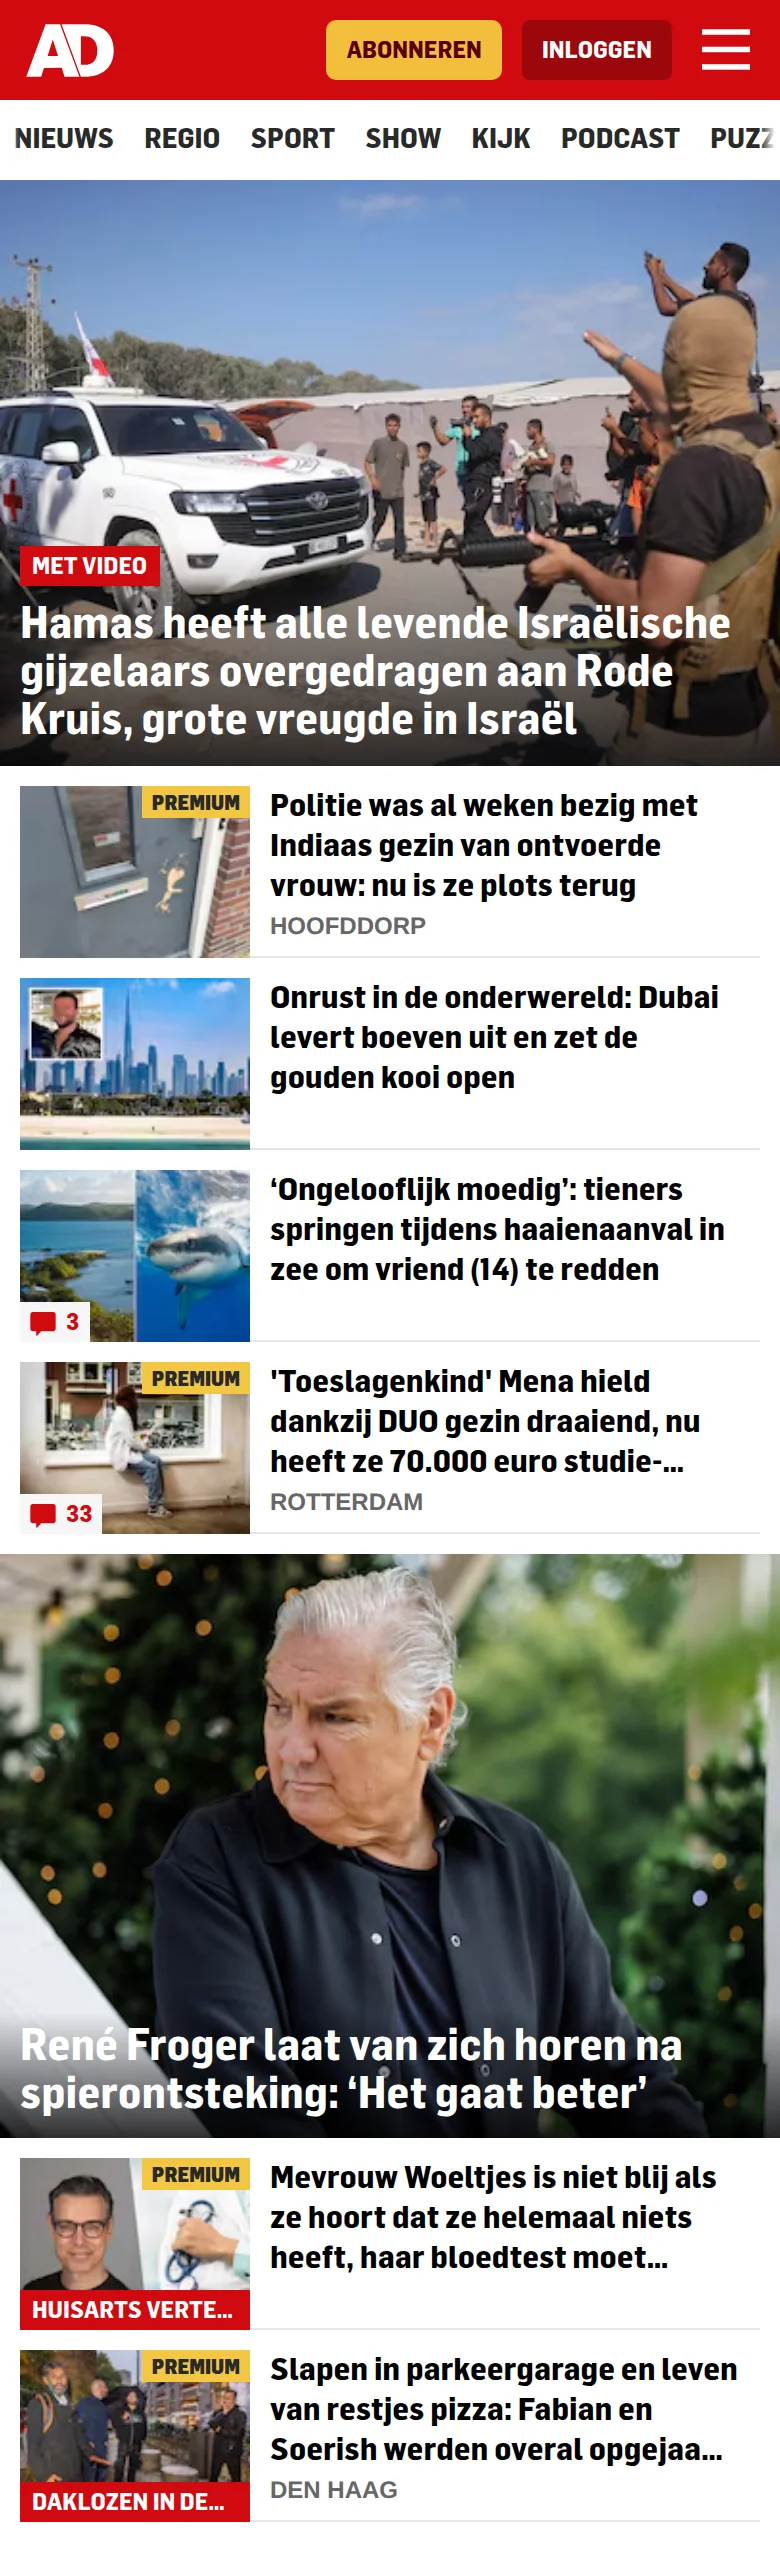 AD
ABONNEREN
INLOGGEN
NIEUWS REGIO SPORT SHOW KIJK PODCAST PUZZ
MET VIDEO
Hamas heeft alle levende Israëlische
gijzelaars overgedragen aan Rode
Kruis, grote vreugde in Israël
PREMIUM
Politie was al weken bezig met
Indiaas gezin van ontvoerde
vrouw: nu is ze plots terug
HOOFDDORP
Onrust in de onderwereld: Dubai
levert boeven uit en zet de
gouden kooi open
‘Ongelooflijk moedig’: tieners
springen tijdens haaienaanval in
zee om vriend (14) te redden
3
PREMIUM
'Toeslagenkind' Mena hield
dankzij DUO gezin draaiend, nu
heeft ze 70.000 euro studie-...
ROTTERDAM
33
René Froger laat van zich horen na
spierontsteking: ‘Het gaat beter’
PREMIUM
Mevrouw Woeltjes is niet blij als
ze hoort dat ze helemaal niets
heeft, haar bloedtest moet...
HUISARTS VERTE...
PREMIUM
Slapen in parkeergarage en leven
van restjes pizza: Fabian en
Soerish werden overal opgejaa...
DEN HAAG
DAKLOZEN IN DE...